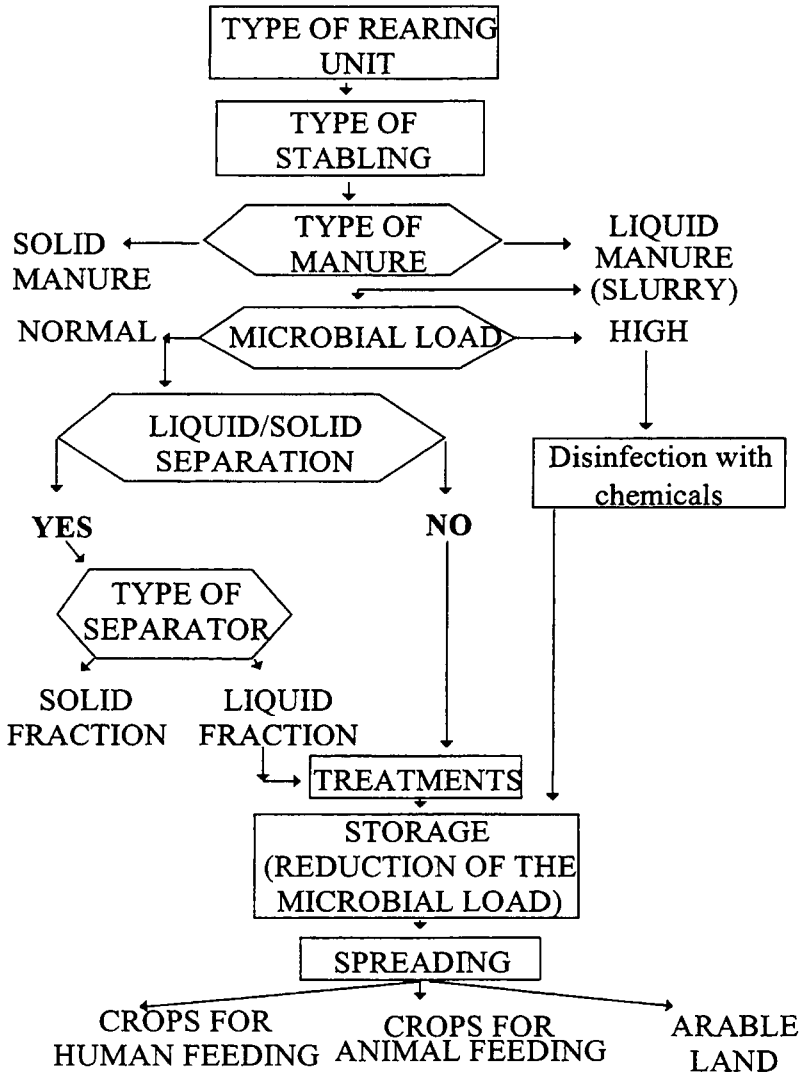 TYPE OF REARING
UNIT
TYPE OF
STABLING
TYPE OF
MANURE
SOLID
MANURE
LIQUID
MANURE
(SLURRY)
NORMAL
MICROBIAL LOAD
HIGH
LIQUID/SOLID
SEPARATION
Disinfection with
chemicals
YES
NO
TYPE OF
SEPARATOR
SOLID
FRACTION
LIQUID
FRACTION
TREATMENTS
STORAGE
(REDUCTION OF THE
MICROBIAL LOAD)
SPREADING
CROPS FOR
HUMAN FEEDING
CROPS FOR
ANIMAL FEEDING
ARABLE
LAND